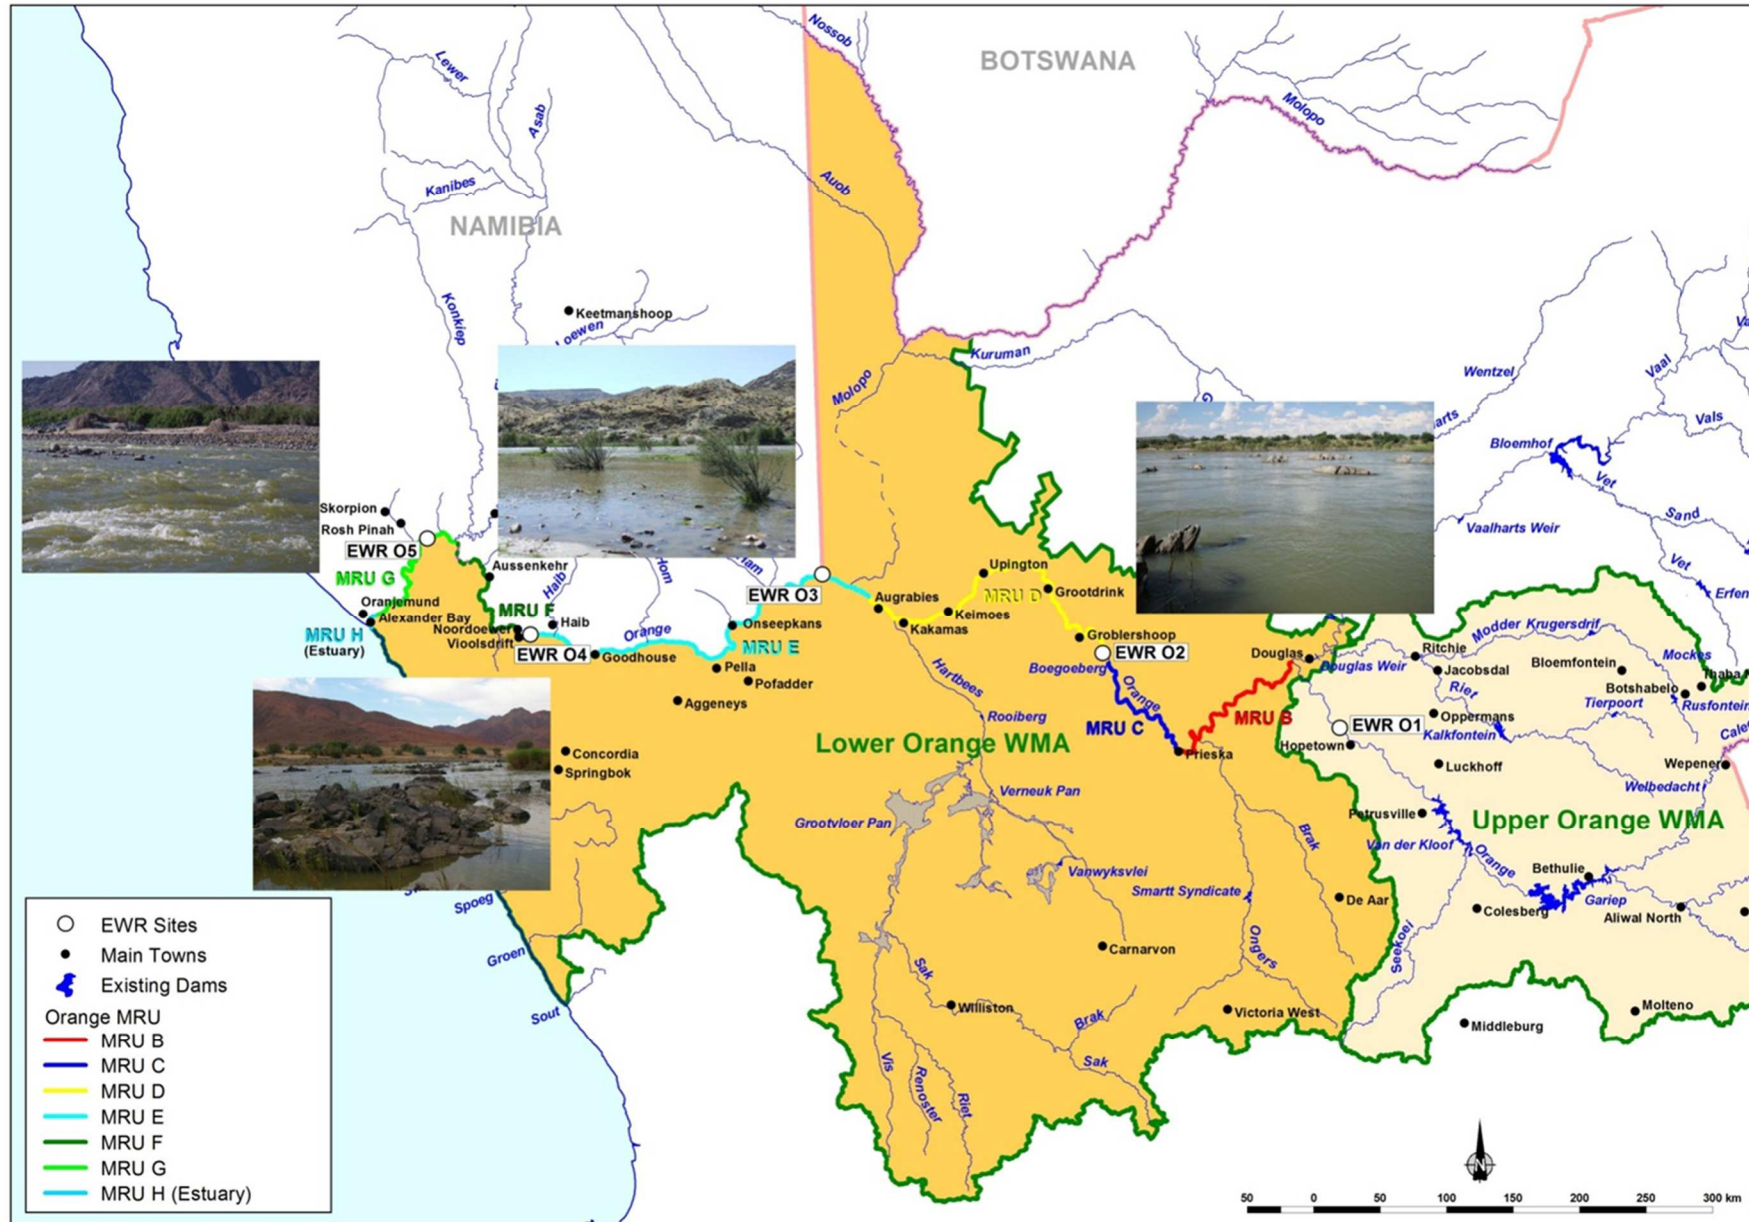 Nossob
BOTSWANA
Lewer
Molopo
Asab
Auob
Kanibes
NAMIBIA
Konkiep
Keetmanshoop
Loewen
Kuruman
Molopo
Wentzel
Vaal
Vals
Bloemhof
Vet
Sand
Vaalharts Weir
Vet
Erfen
Skorpion
Rosh Pinah
EWR O5
MRU G
Aussenkehr
Haib
Hom
EWR O3
Upington
MRU D
Grootdrink
Augrabies
Keimoes
Kakamas
Oranjemund
Alexander Bay
MRU H
(Estuary)
MRU F
Haib
Noordoewer
Vioolsdrift
EWR O4
Orange
Goodhouse
Onseepkans
MRU E
Pella
Pofadder
Aggeneys
Groblershoop
EWR O2
Boegoeberg
Orange
MRU C
MRU B
Prieska
Douglas
Douglas Weir
Ritchie
Modder
Krugersdrif
Jacobsdal
Bloemfontein
Mockes
Botshabelo
Rusfontein
Riet
Oppermans
Tierpoort
Kalkfontein
EWR O1
Hopetown
Luckhoff
Wepener
Welbedacht
Hartbees
Rooiberg
Lower Orange WMA
Concordia
Springbok
Verneuk Pan
Grootvloer Pan
Petrusville
Upper Orange WMA
Van der Kloof
Orange
Brak
Vanwyksvlei
Smartt Syndicate
De Aar
Bethulie
Gariep
Colesberg
Aliwal North
Seekoei
Spoeg
Groen
Sout
Carnarvon
Ongers
Sak
Williston
Brak
Victoria West
Sak
Vis
Renoster
Riet
Middleburg
Molteno
EWR Sites
Main Towns
Existing Dams
Orange MRU
MRU B
MRU C
MRU D
MRU E
MRU F
MRU G
MRU H (Estuary)
N
50 0 50 100 150 200 250 300 km